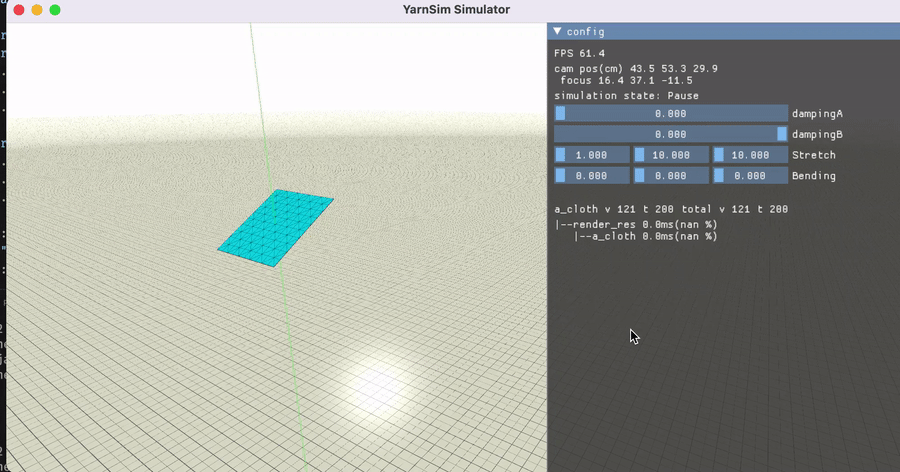 YarnSim Simulator
config
FPS 61.4
cam pos(cm) 43.5 53.3 29.9
focus 16.4 37.1 -11.5
simulation state: Pause
0.000 dampingA
0.000 dampingB
1.000 10.000 10.000 Stretch
0.000 0.000 0.000 Bending
a_cloth v 121 t 200 total v 121 t 200
|--render_res 0.0ms(nan %)
|--a_cloth 0.0ms(nan %)